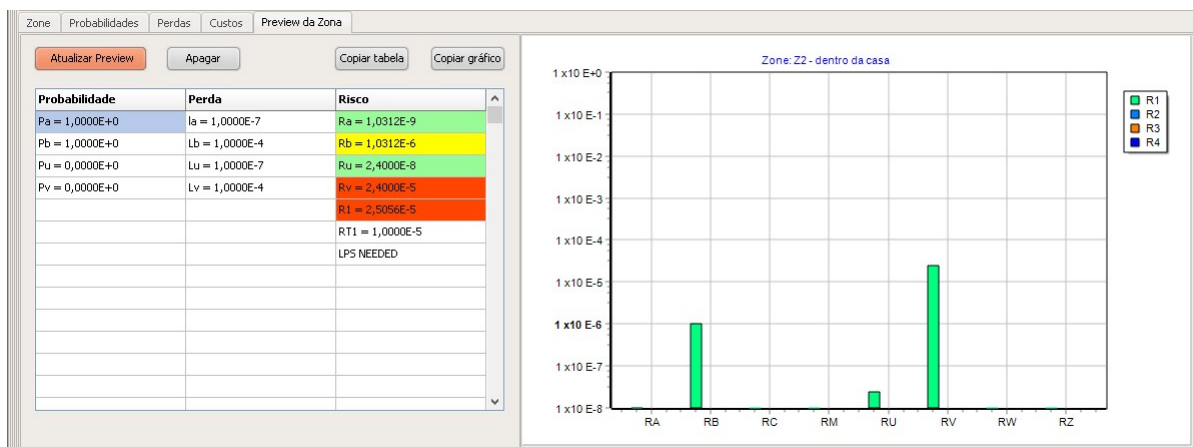 Zone Probabilidades Perdas Custos Preview da Zona
Atualizar Preview Apagar Copiar tabela Copiar gráfico
Probabilidade Perda Risco
Pa = 1,0000E+0 la = 1,0000E-7 Ra = 1,0312E-9
Pb = 1,0000E+0 Lb = 1,0000E-4 Rb = 1,0312E-6
Pu = 0,0000E+0 Lu = 1,0000E-7 Ru = 2,4000E-8
Pv = 0,0000E+0 Lv = 1,0000E-4 Rv = 2,4000E-5
R1 = 2,5056E-5
RT1 = 1,0000E-5
LPS NEEDED
Zone: Z2 - dentro da casa
1 x10 E+0
1 x10 E-1
1 x10 E-2
1 x10 E-3
1 x10 E-4
1 x10 E-5
1 x10 E-6
1 x10 E-7
1 x10 E-8
RA RB RC RM RU RV RW RZ
R1
R2
R3
R4